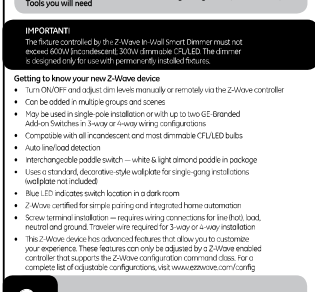 Tools you will need
IMPORTANT!
The fixture controlled by the Z-Wave In-Wall Smart Dimmer must not
exceed 600W (incandescent); 300W dimmable CFL/LED. The dimmer
is designed only for use with permanently installed fixtures.
Getting to know your new Z-Wave device
• Turn ON/OFF and adjust dim levels manually or remotely via the Z-Wave controller
• Can be added in multiple groups and scenes
• May be used in single-pole installation or with up to two GE-Branded
Add-on Switches in 3-way or 4-way wiring configurations
• Compatible with all incandescent and most dimmable CFL/LED bulbs
• Auto line/load detection
• Interchangeable paddle switch — white & light almond paddle in package
• Uses a standard, decorative-style wallplate for single-gang installations
(wallplate not included)
• Blue LED indicates switch location in a dark room
• Z-Wave certified for simple pairing and integrated home automation
• Screw terminal installation — requires wiring connections for line (hot), load,
neutral and ground. Traveler wire required for 3-way or 4-way installation
• This Z-Wave device has advanced features that allow you to customize
your experience. These features can only be adjusted by a Z-Wave enabled
controller that supports the Z-Wave configuration command class. For a
complete list of adjustable configurations, visit www.ezzwave.com/config